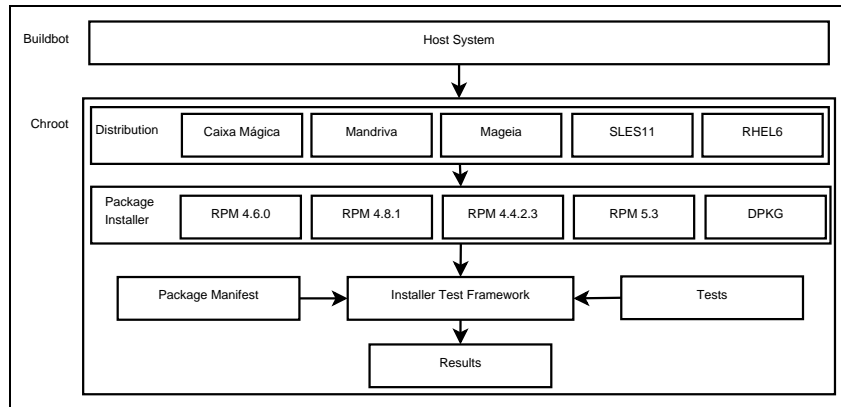 Buildbot
Host System
Chroot
Distribution
Caixa Mágica
Mandriva
Mageia
SLES11
RHEL6
Package
Installer
RPM 4.6.0
RPM 4.8.1
RPM 4.4.2.3
RPM 5.3
DPKG
Package Manifest
Installer Test Framework
Tests
Results